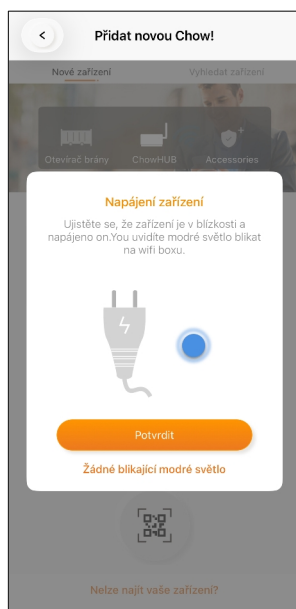 Přidat novou Chow!
Nové zařízení
Vyhledat zařízení
Otevírač brány
ChowHUB
Accessories
Napájení zařízení
Ujistěte se, že zařízení je v blízkosti a
napájeno on.You uvidíte modré světlo blikat
na wifi boxu.
Potvrdit
Žádné blikající modré světlo
Nelze najít vaše zařízení?